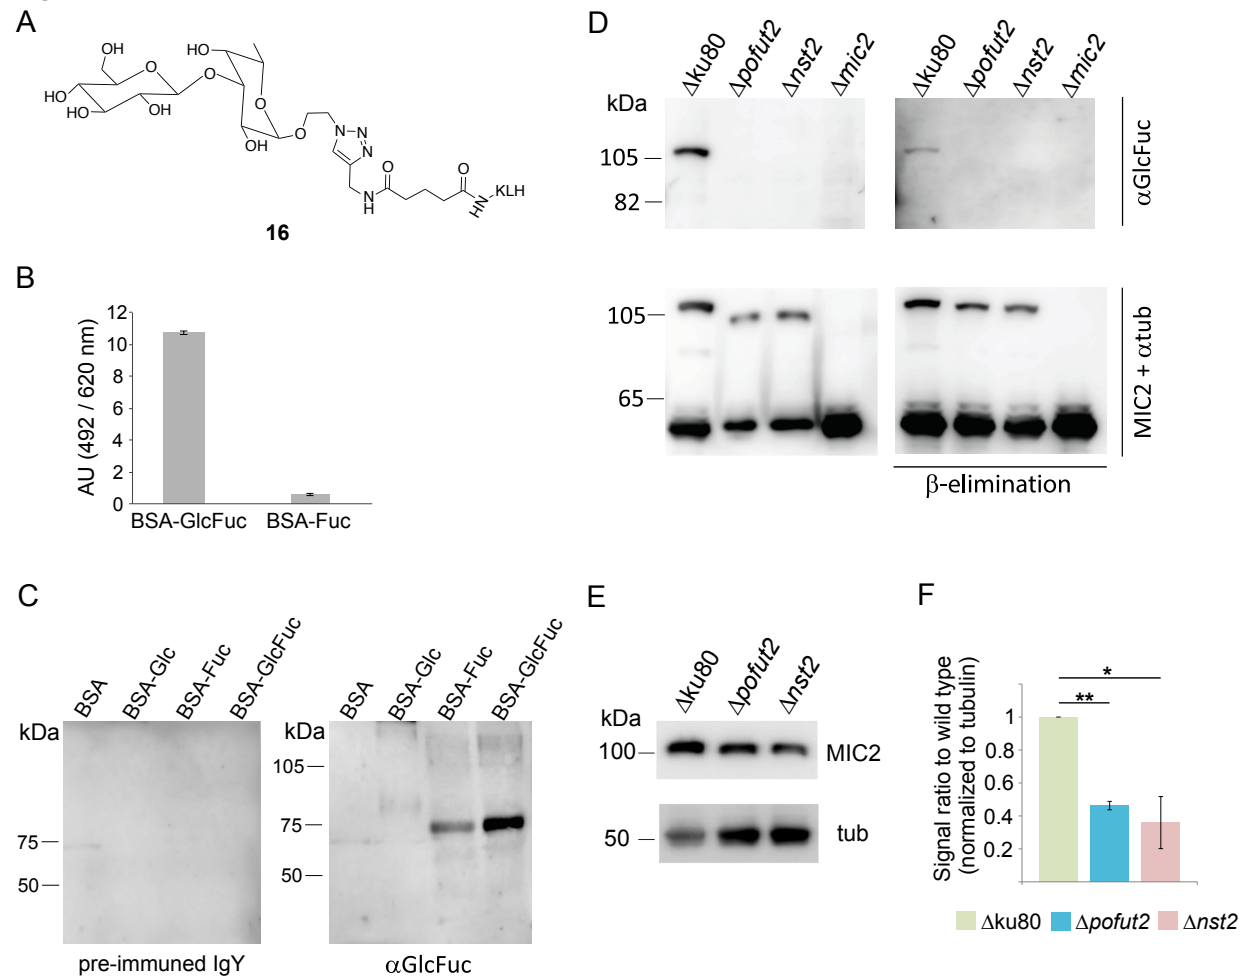 A
OH
HO
HO
HO
OH
O
O
HO
O
OH
O
N
N
N
O
N
H
O
HN
KLH
16
B
AU (492 / 620 nm)
12
10
8
6
4
2
0
BSA-GlcFuc BSA-Fuc
C
BSA BSA-Glc BSA-Fuc BSA-GlcFuc
kDa
75
50
pre-immuned IgY
BSA BSA-Glc BSA-Fuc BSA-GlcFuc
kDa
105
75
50
αGlcFuc
D
Δku80 Δpofut2 Δnst2 Δmic2
Δku80 Δpofut2 Δnst2 Δmic2
kDa
105
82
αGlcFuc
105
65
MIC2 + αtub
β-elimination
E
Δku80 Δpofut2 Δnst2
kDa
100
MIC2
50
tub
F
Signal ratio to wild type
(normalized to tubulin)
*
**
1
0.8
0.6
0.4
0.2
Δku80 Δpofut2 Δnst2